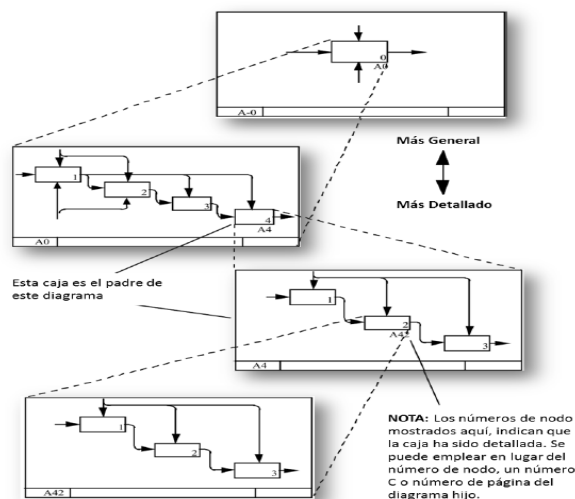 0
A0
A-0
Más General
Más Detallado
1
2
3
4
A4
A0
Esta caja es el padre de
este diagrama
1
2
A42
3
A4
NOTA: Los números de nodo
mostrados aquí, indican que
la caja ha sido detallada. Se
puede emplear en lugar del
número de nodo, un número
C o número de página del
diagrama hijo.
1
2
3
A42